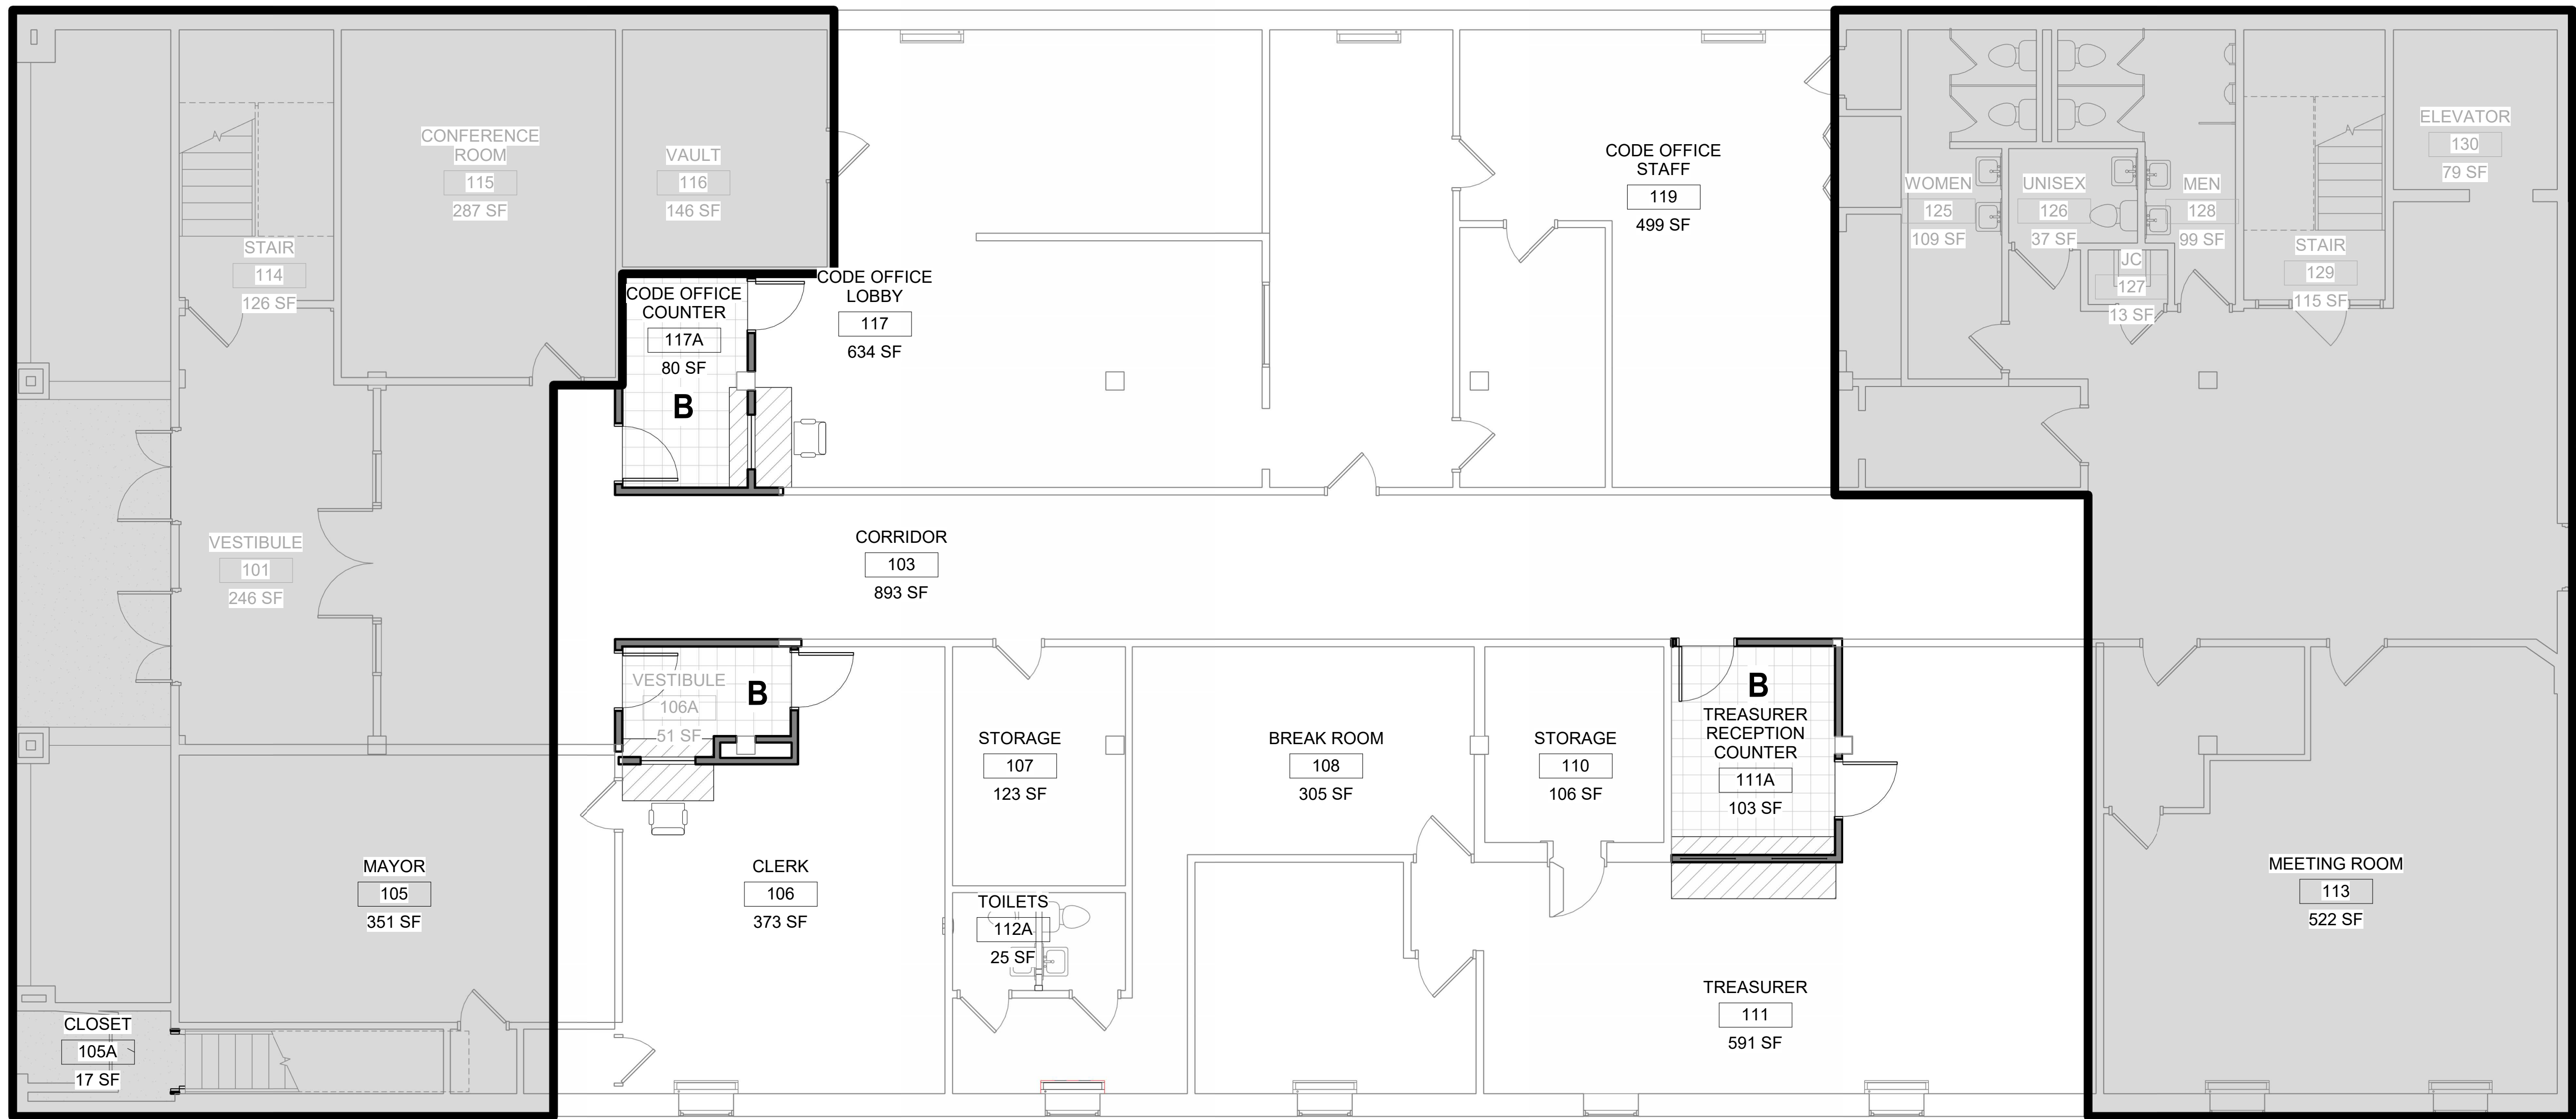 CONFERENCE
ROOM
115
287 SF
VAULT
116
146 SF
STAIR
114
126 SF
CODE OFFICE
COUNTER
117A
80 SF
B
CODE OFFICE
LOBBY
117
634 SF
CODE OFFICE
STAFF
119
499 SF
WOMEN
125
109 SF
UNISEX
126
37 SF
MEN
128
99 SF
JC
127
13 SF
STAIR
129
115 SF
ELEVATOR
130
79 SF
VESTIBULE
101
246 SF
CORRIDOR
103
893 SF
VESTIBULE
106A
51 SF
B
STORAGE
107
123 SF
BREAK ROOM
108
305 SF
STORAGE
110
106 SF
B
TREASURER
RECEPTION
COUNTER
111A
103 SF
MAYOR
105
351 SF
CLERK
106
373 SF
TOILETS
112A
25 SF
MEETING ROOM
113
522 SF
TREASURER
111
591 SF
CLOSET
105A
17 SF